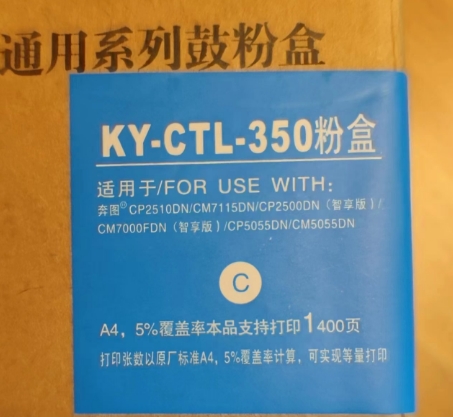 通用系列鼓粉盒
KY-CTL-350粉盒
适用于/FOR USE WITH:
奔图®CP2510DN/CM7115DN/CP2500DN（智享版）/
CM7000FDN（智享版）/CP5055DN/CM5055DN
C
A4，5%覆盖率本品支持打印1400页
打印张数以原厂标准A4，5%覆盖率计算，可实现等量打印